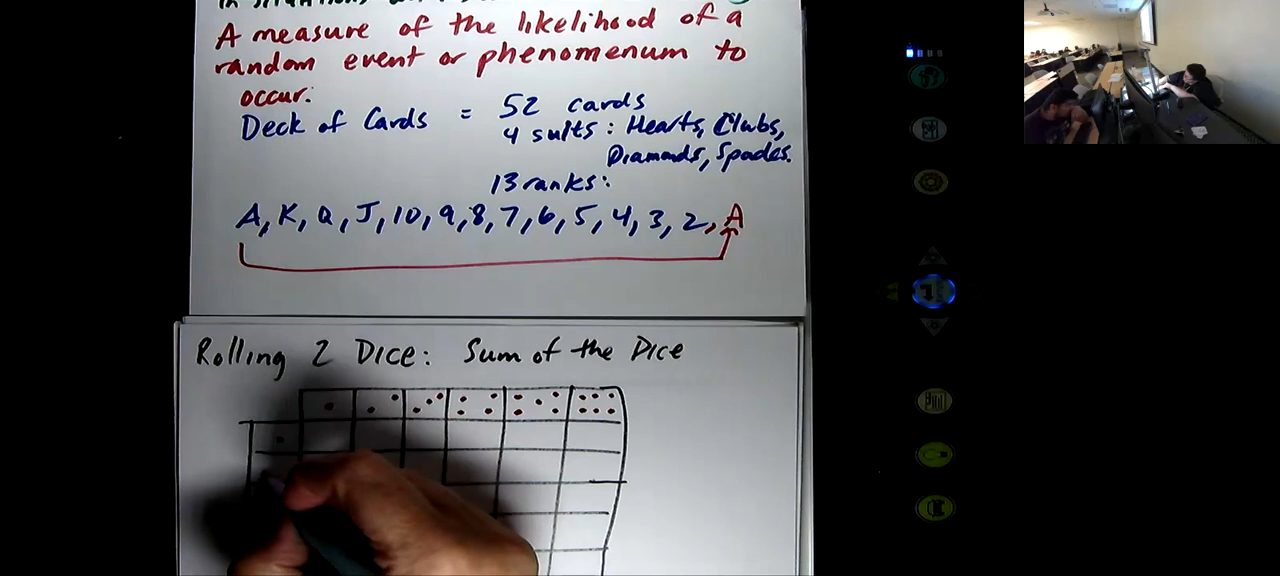 A measure of the likelihood of a
random event or phenomenum to
occur.
Deck of Cards = 52 cards
4 suits: Hearts, Clubs,
Diamonds, Spades.
13 ranks:
A, K, Q, J, 10, 9, 8, 7, 6, 5, 4, 3, 2, A
Rolling 2 Dice: Sum of the Dice